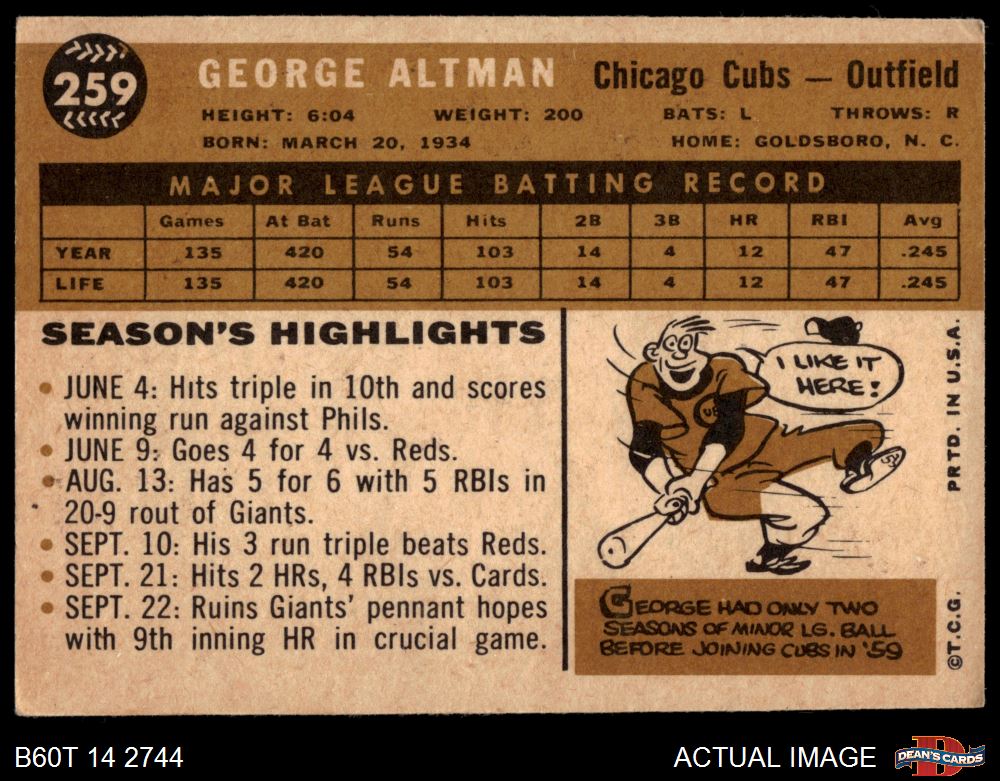 259
GEORGE ALTMAN
Chicago Cubs — Outfield
HEIGHT: 6:04 WEIGHT: 200 BATS: L THROWS: R
BORN: MARCH 20, 1934 HOME: GOLDSBORO, N. C.
MAJOR LEAGUE BATTING RECORD
Games At Bat Runs Hits 2B 3B HR RBI Avg
YEAR 135 420 54 103 14 4 12 47 .245
LIFE 135 420 54 103 14 4 12 47 .245
SEASON'S HIGHLIGHTS
• JUNE 4: Hits triple in 10th and scores
winning run against Phils.
• JUNE 9: Goes 4 for 4 vs. Reds.
• AUG. 13: Has 5 for 6 with 5 RBIs in
20-9 rout of Giants.
• SEPT. 10: His 3 run triple beats Reds.
• SEPT. 21: Hits 2 HRs, 4 RBIs vs. Cards.
• SEPT. 22: Ruins Giants' pennant hopes
with 9th inning HR in crucial game.
I LIKE IT
HERE!
UB
GEORGE HAD ONLY TWO
SEASONS OF MINOR LG. BALL
BEFORE JOINING CUBS IN '59
PRTD. IN U.S.A.
©T.C.G.
B60T 14 2744
ACTUAL IMAGE
D
DEAN'S CARDS